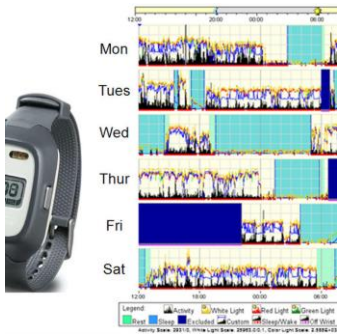 12:00 18:00 00:00 06:00
Mon
Tues
Wed
Thur
Fri
Sat
12:00 18:00 00:00 06:00
Legend: Activity White Light Red Light Green Light
Rest Sleep Excluded Custom Sleep/Wake Off Wrist